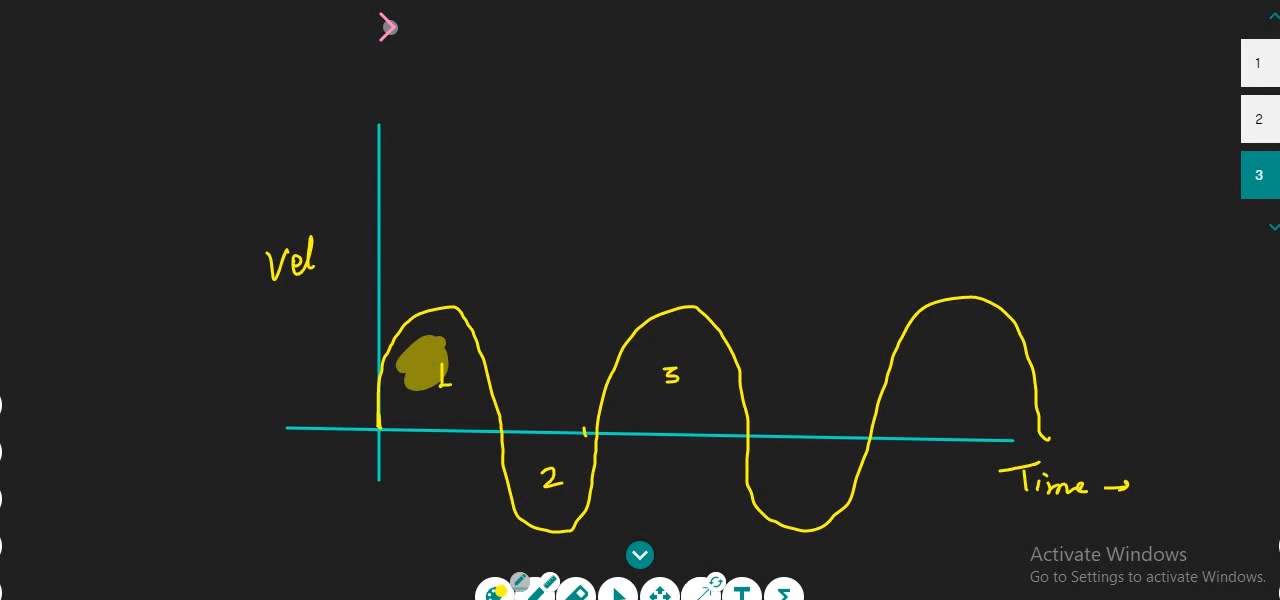 1
2
3
Vel
1
3
2
Time →
Activate Windows
Go to Settings to activate Windows.
T
Σ